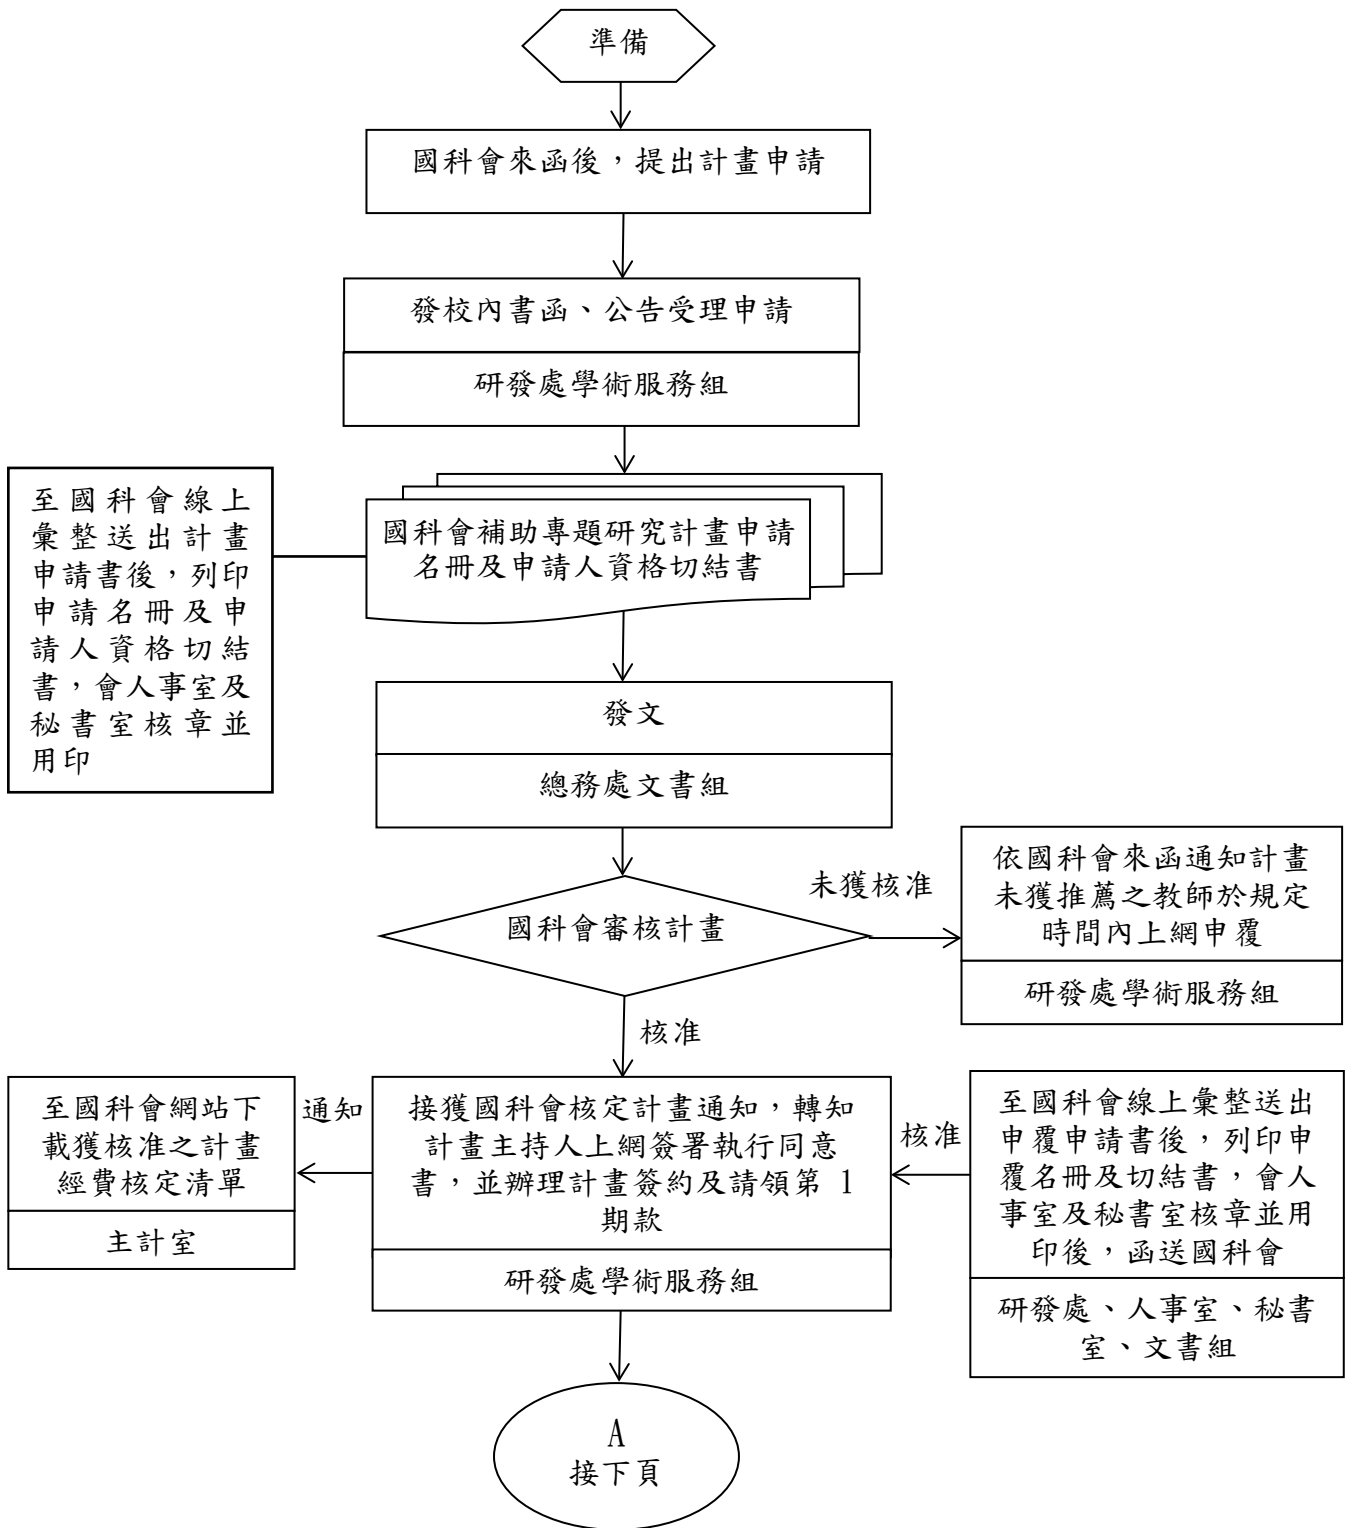 準備
國科會來函後，提出計畫申請
發校內書函、公告受理申請
研發處學術服務組
至國科會線上
彙整送出計畫
申請書後，列印
申請名冊及申
請人資格切結
書，會人事室及
秘書室核章並
用印
國科會補助專題研究計畫申請
名冊及申請人資格切結書
發文
總務處文書組
國科會審核計畫
未獲核准
依國科會來函通知計畫
未獲推薦之教師於規定
時間內上網申覆
研發處學術服務組
核准
至國科會網站下
載獲核准之計畫
經費核定清單
主計室
通知
接獲國科會核定計畫通知，轉知
計畫主持人上網簽署執行同意
書，並辦理計畫簽約及請領第 1
期款
研發處學術服務組
核准
至國科會線上彙整送出
申覆申請書後，列印申
覆名冊及切結書，會人
事室及秘書室核章並用
印後，函送國科會
研發處、人事室、秘書
室、文書組
A
接下頁